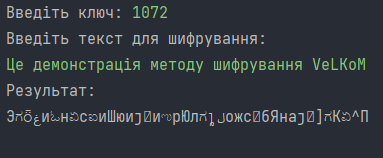 Введіть ключ: 1072
Введіть текст для шифрування:
Це демонстрація методу шифрування VeLKoM
Результат: